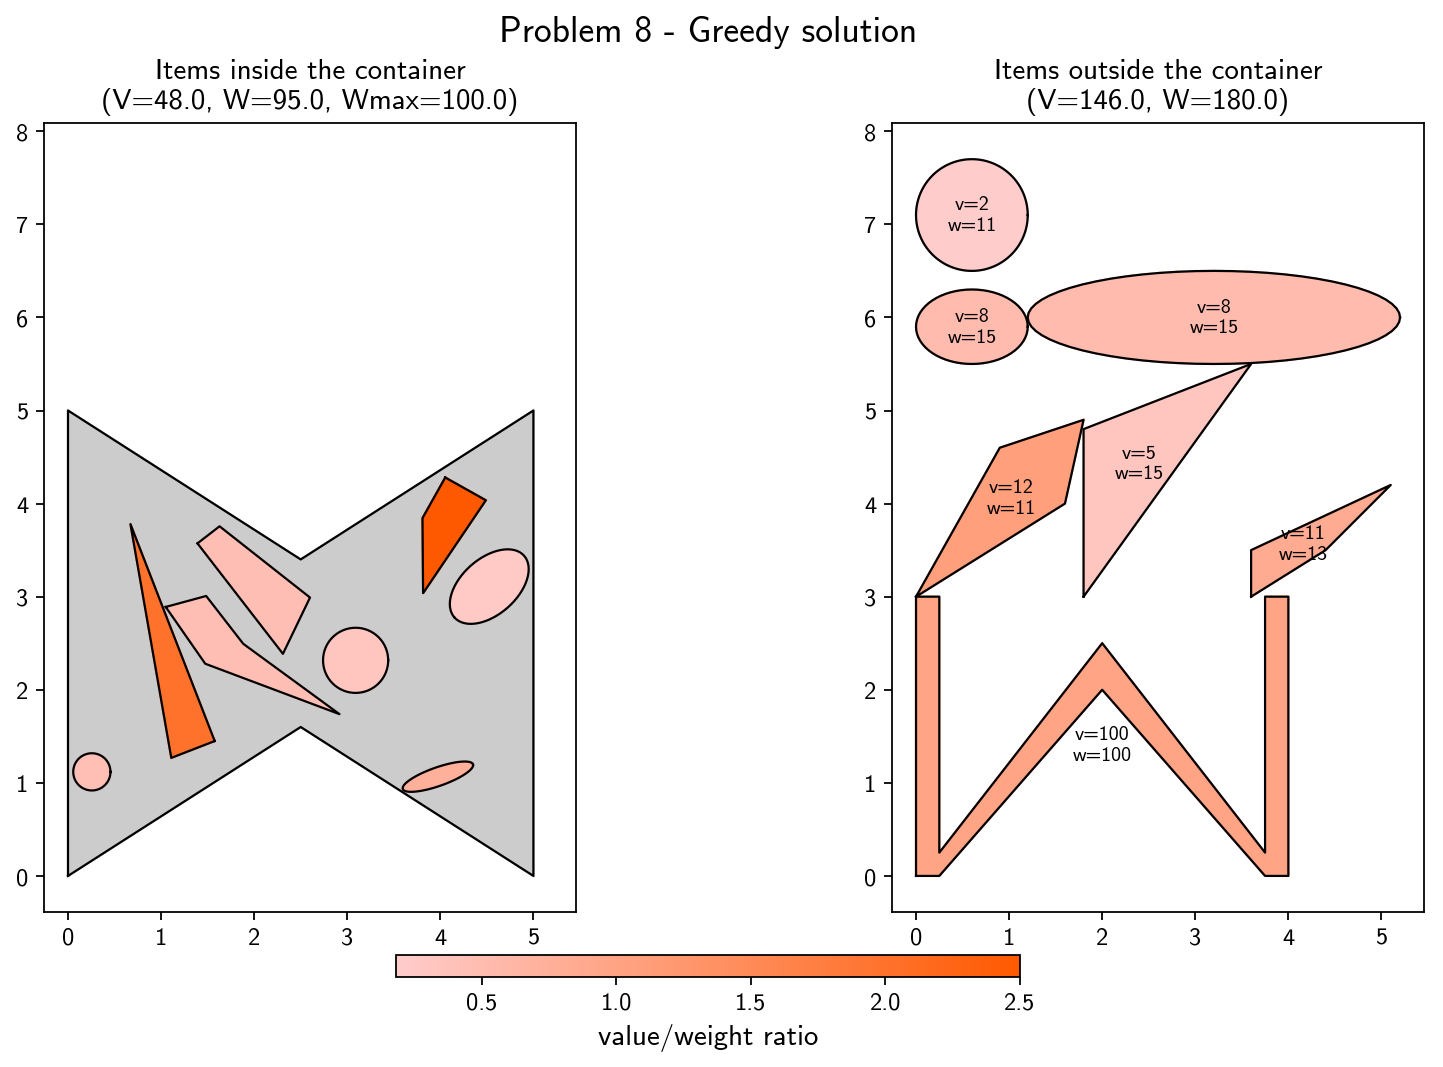 Problem 8 - Greedy solution
Items inside the container
(V=48.0, W=95.0, Wmax=100.0)
8
7
6
5
4
3
2
1
0
0 1 2 3 4 5
Items outside the container
(V=146.0, W=180.0)
8
7
6
5
4
3
2
1
0
v=2
w=11
v=8
w=15
v=8
w=15
v=5
w=15
v=12
w=11
v=11
w=13
v=100
w=100
0 1 2 3 4 5
0.5 1.0 1.5 2.0 2.5
value/weight ratio